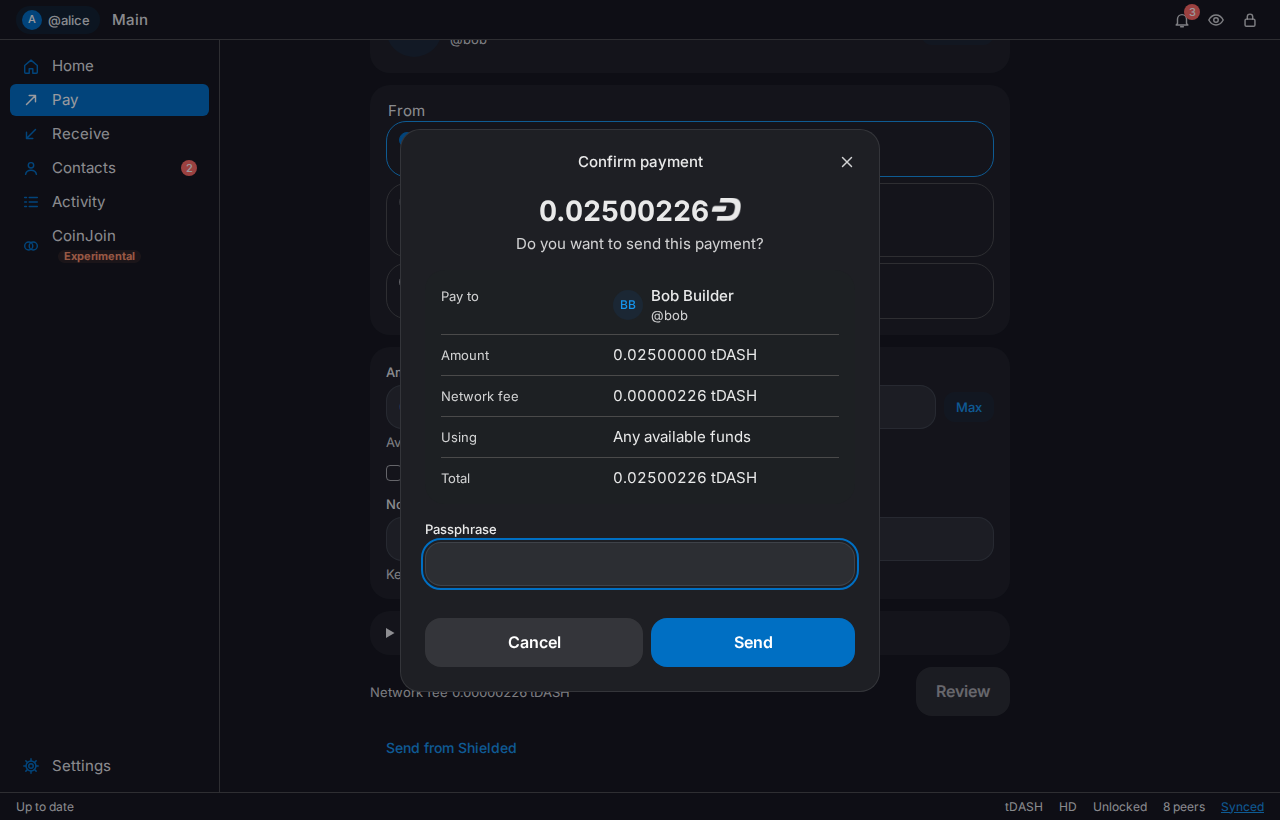 A @alice Main 3
@bob
Home
Pay
Receive
Contacts 2
Activity
CoinJoin
Experimental
Settings
From
Max
Network fee 0.00000226 tDASH
Review
Send from Shielded
Confirm payment
0.02500226
Do you want to send this payment?
Pay to BB Bob Builder
@bob
Amount 0.02500000 tDASH
Network fee 0.00000226 tDASH
Using Any available funds
Total 0.02500226 tDASH
Passphrase
Cancel Send
Up to date tDASH HD Unlocked 8 peers Synced